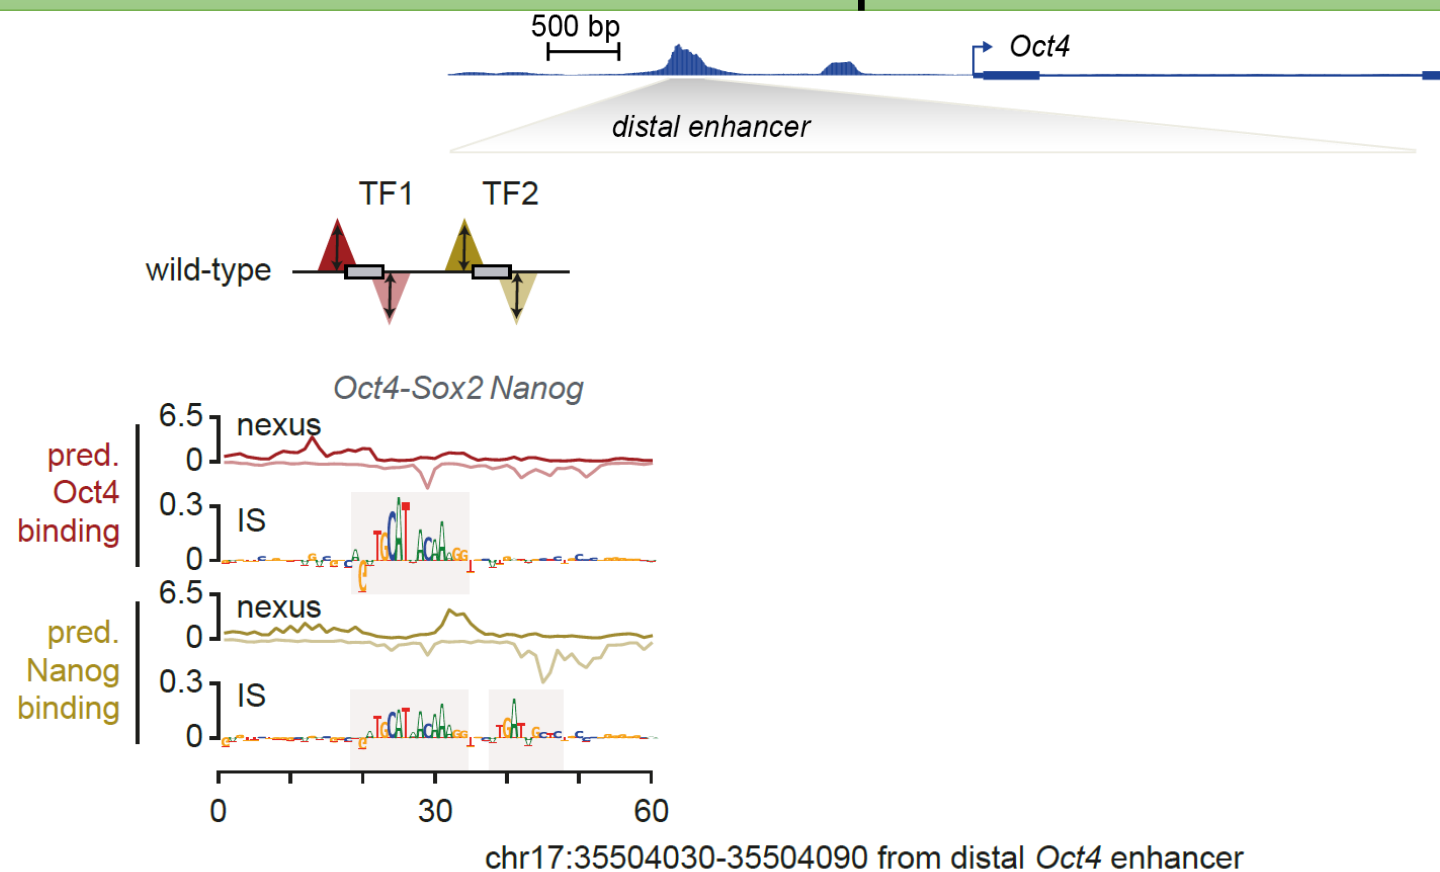 500 bp
Oct4
distal enhancer
TF1 TF2
wild-type
Oct4-Sox2 Nanog
pred.
Oct4
binding
6.5
0
nexus
0.3
0
IS
pred.
Nanog
binding
6.5
0
nexus
0.3
0
IS
0 30 60
chr17:35504030-35504090 from distal Oct4 enhancer